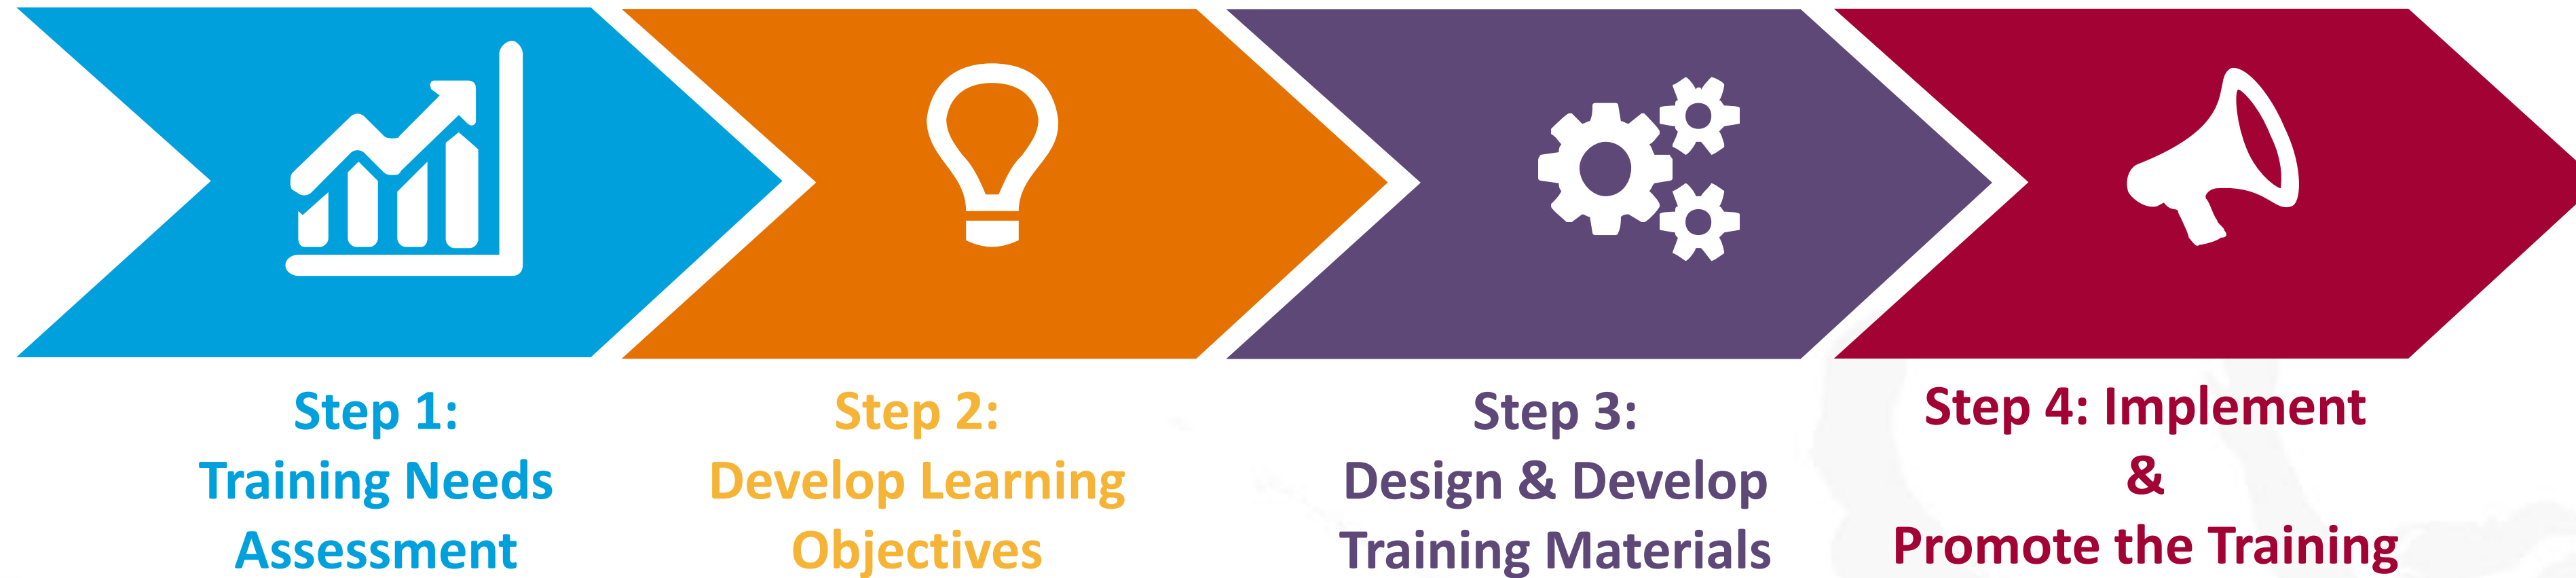 Step 1:
Training Needs
Assessment
Step 2:
Develop Learning
Objectives
Step 3:
Design & Develop
Training Materials
Step 4: Implement
&
Promote the Training